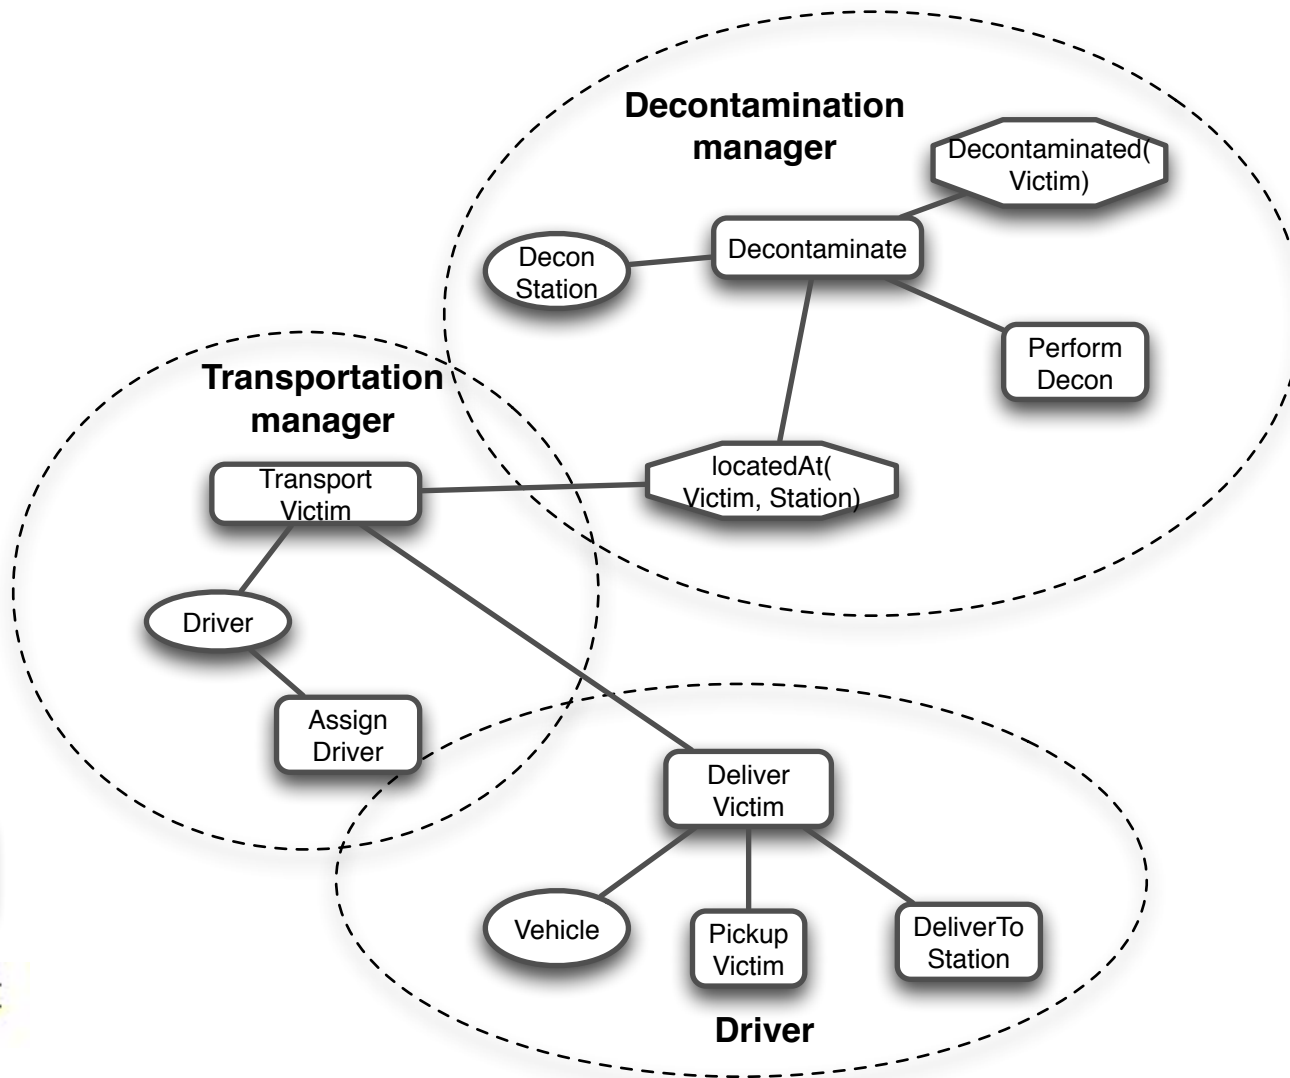 Decontamination
manager
Decontaminated(
Victim)
Decontaminate
Decon
Station
Perform
Decon
Transportation
manager
locatedAt(
Victim, Station)
Transport
Victim
Driver
Assign
Driver
Deliver
Victim
Vehicle
Pickup
Victim
DeliverTo
Station
Driver